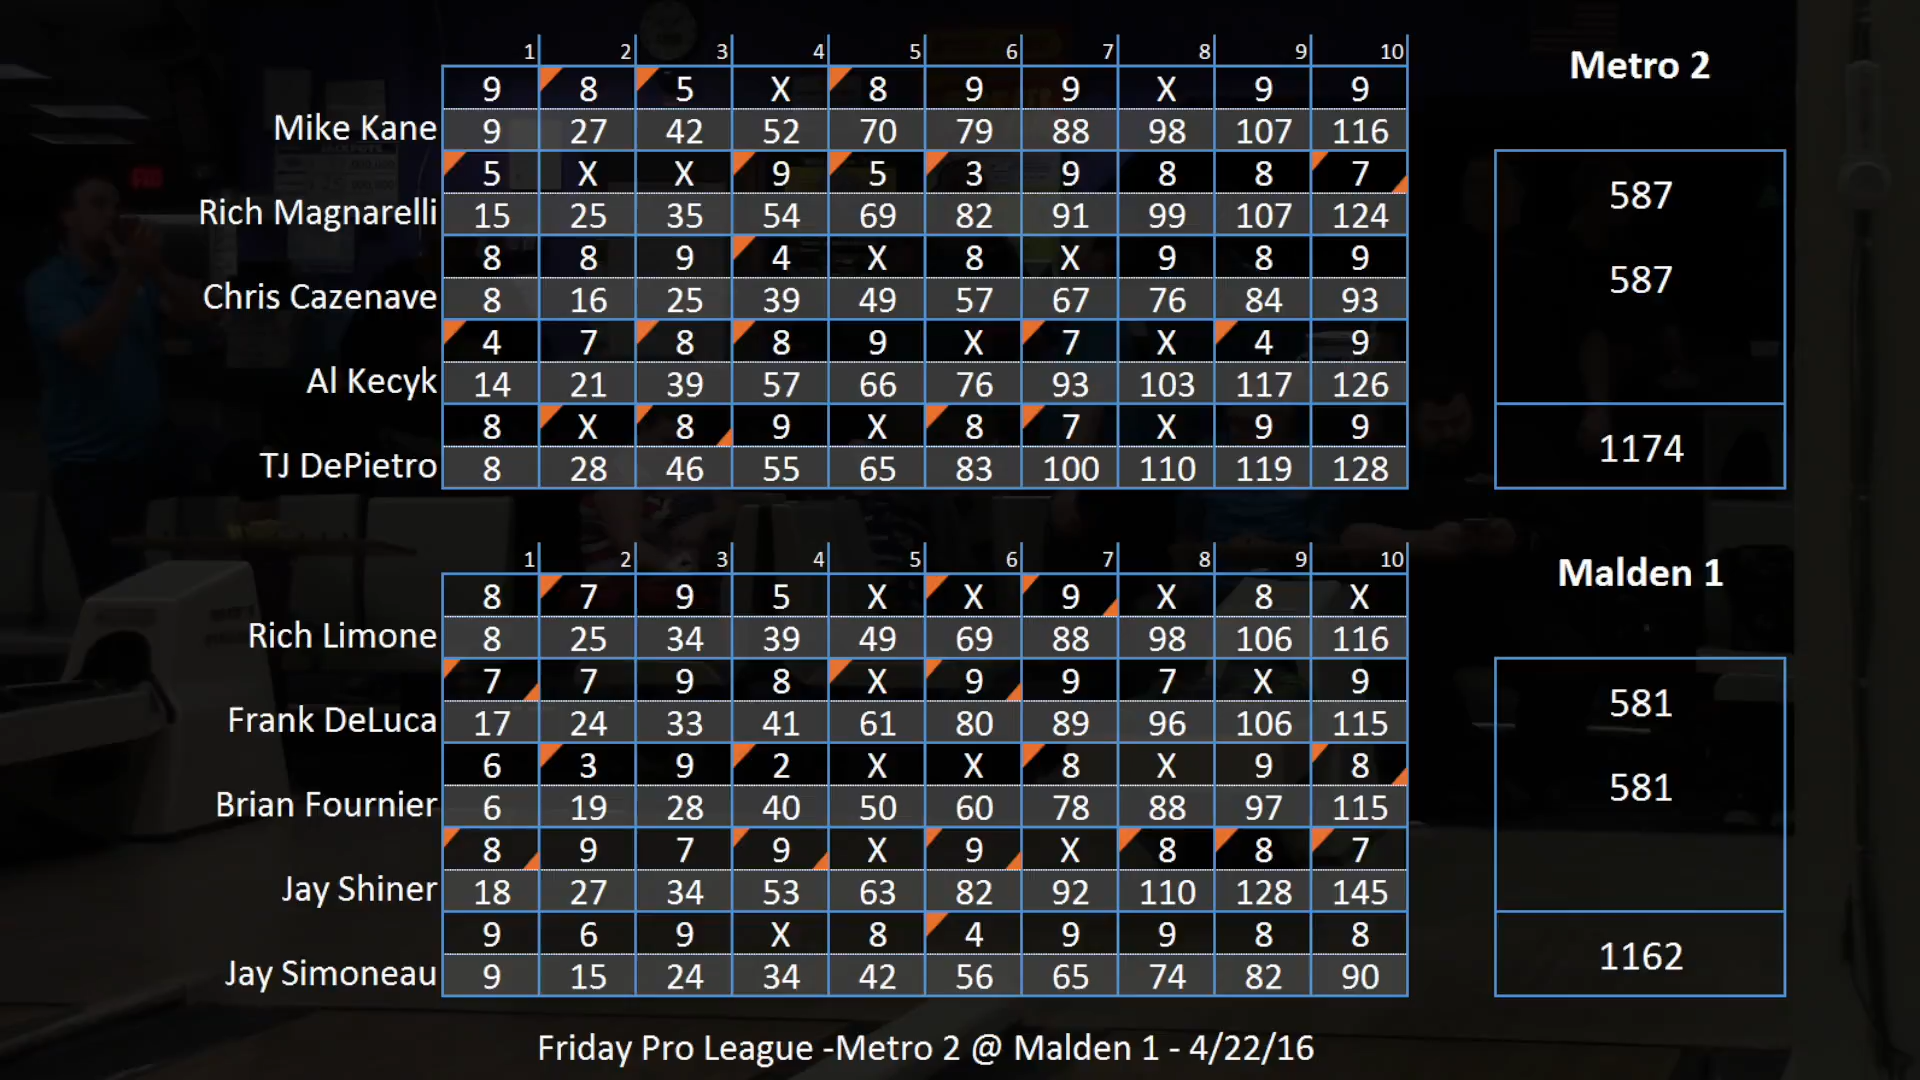 1 2 3 4 5 6 7 8 9 10
Metro 2
9 8 5 X 8 9 9 X 9 9
Mike Kane 9 27 42 52 70 79 88 98 107 116
5 X X 9 5 3 9 8 8 7
587
Rich Magnarelli 15 25 35 54 69 82 91 99 107 124
8 8 9 4 X 8 X 9 8 9
587
Chris Cazenave 8 16 25 39 49 57 67 76 84 93
4 7 8 8 9 X 7 X 4 9
Al Kecyk 14 21 39 57 66 76 93 103 117 126
8 X 8 9 X 8 7 X 9 9
1174
TJ DePietro 8 28 46 55 65 83 100 110 119 128
1 2 3 4 5 6 7 8 9 10
Malden 1
8 7 9 5 X X 9 X 8 X
Rich Limone 8 25 34 39 49 69 88 98 106 116
7 7 9 8 X 9 9 7 X 9
581
Frank DeLuca 17 24 33 41 61 80 89 96 106 115
6 3 9 2 X X 8 X 9 8
581
Brian Fournier 6 19 28 40 50 60 78 88 97 115
8 9 7 9 X 9 X 8 8 7
Jay Shiner 18 27 34 53 63 82 92 110 128 145
9 6 9 X 8 4 9 9 8 8
1162
Jay Simoneau 9 15 24 34 42 56 65 74 82 90
Friday Pro League -Metro 2 @ Malden 1 - 4/22/16